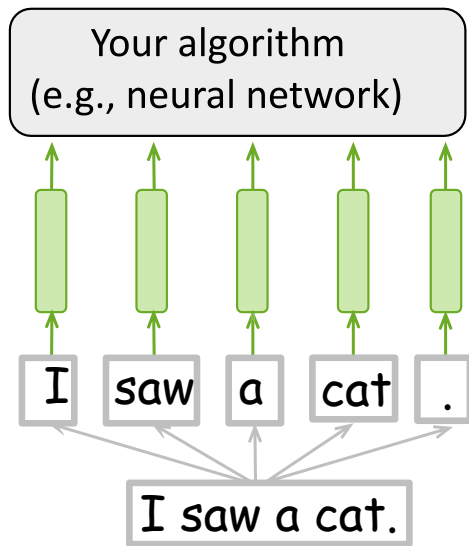 Your algorithm
(e.g., neural network)
I saw a cat .
I saw a cat.